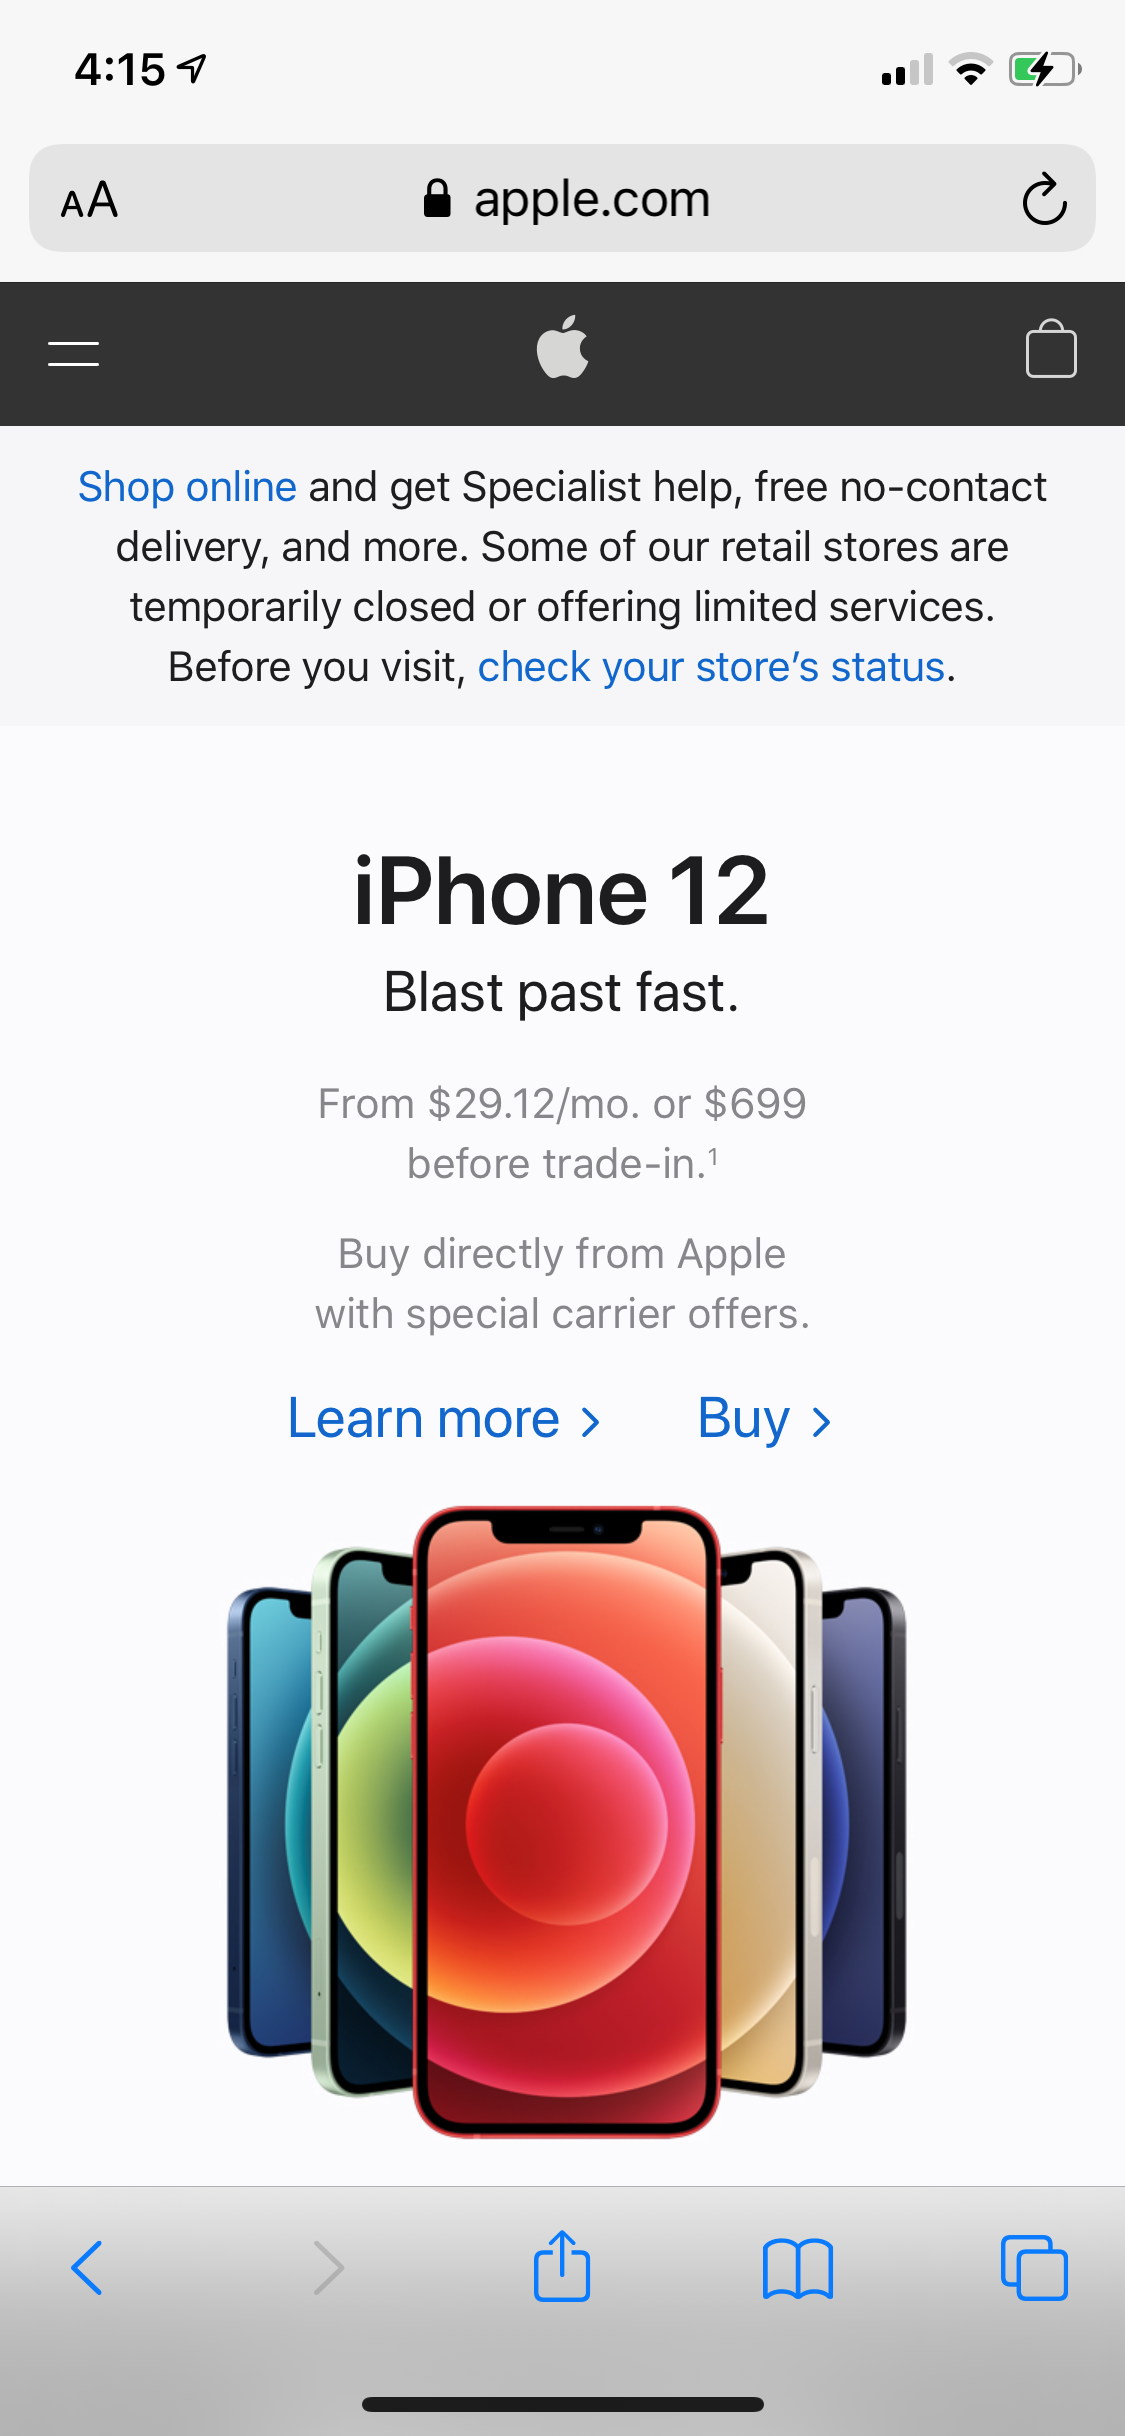 4:15
AA apple.com
Shop online and get Specialist help, free no-contact
delivery, and more. Some of our retail stores are
temporarily closed or offering limited services.
Before you visit, check your store’s status.
iPhone 12
Blast past fast.
From $29.12/mo. or $699
before trade-in.¹
Buy directly from Apple
with special carrier offers.
Learn more > Buy >